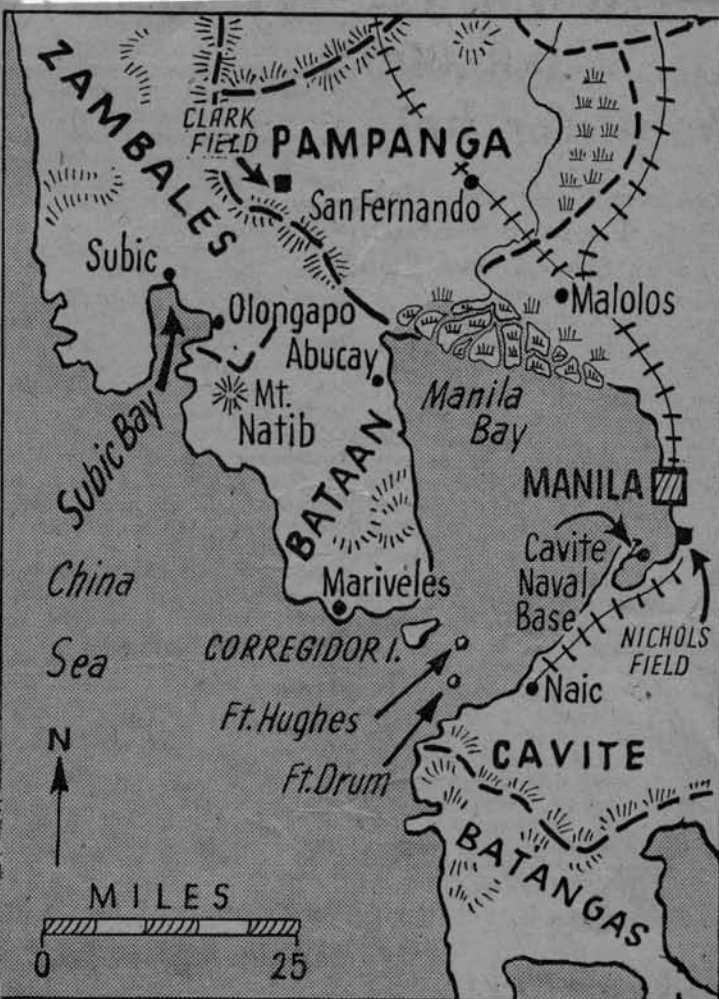 ZAMBALES
CLARK
FIELD
PAMPANGA
San Fernando
Subic
Olongapo
Malolos
Abucay
Subic Bay
Mt.
Natib
Manila
Bay
BATAAN
MANILA
Cavite
Naval
Base
China
Sea
Mariveles
NICHOLS
FIELD
CORREGIDOR I.
Naic
Ft. Hughes
N
CAVITE
Ft. Drum
BATANGAS
MILES
0 25